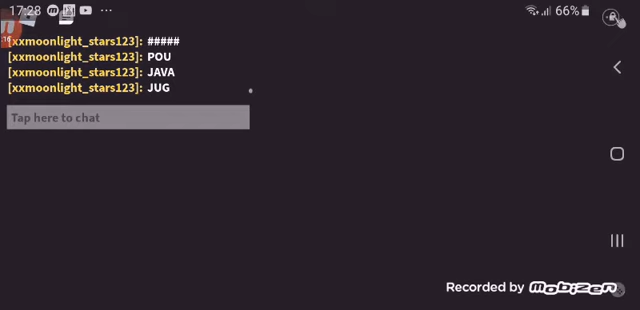 17:28 66%
[xxmoonlight_stars123]: #####
[xxmoonlight_stars123]: POU
[xxmoonlight_stars123]: JAVA
[xxmoonlight_stars123]: JUG
Tap here to chat
Recorded by Mobizen